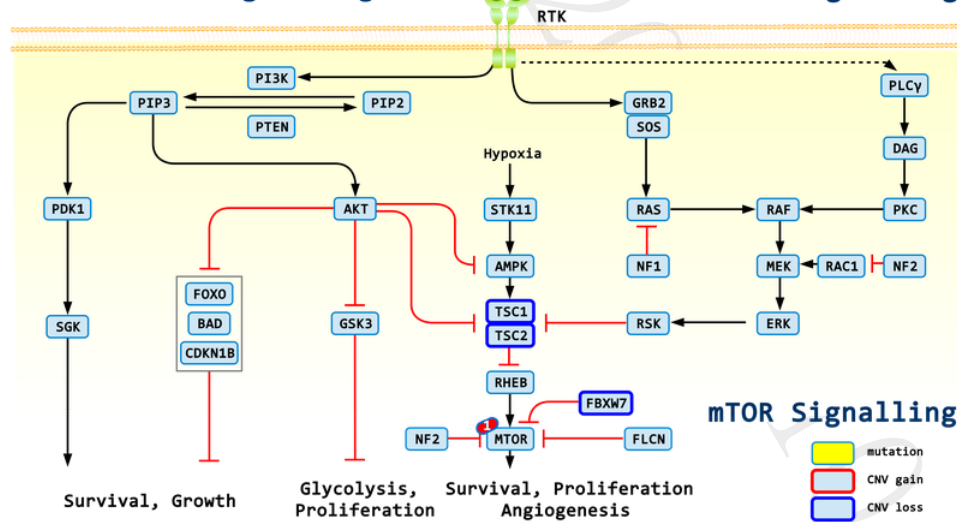 RTK
PI3K
PLCγ
PIP3
PIP2
GRB2
PTEN
SOS
Hypoxia
DAG
PDK1
AKT
STK11
RAS
RAF
PKC
AMPK
NF1
MEK
RAC1
NF2
FOXO
TSC1
SGK
BAD
GSK3
RSK
ERK
TSC2
CDKN1B
RHEB
FBXW7
mTOR Signalling
1
NF2
MTOR
FLCN
mutation
CNV gain
Survival, Growth
Glycolysis,
Proliferation
Survival, Proliferation
Angiogenesis
CNV loss